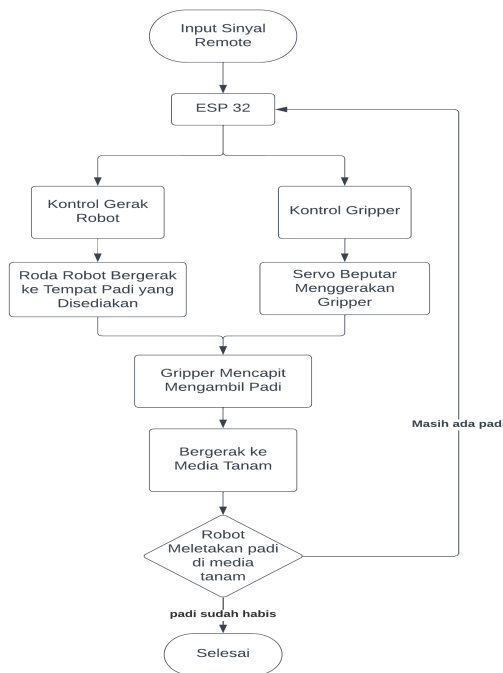 Input Sinyal
Remote
ESP 32
Kontrol Gerak
Robot
Kontrol Gripper
Roda Robot Bergerak
ke Tempat Padi yang
Disediakan
Servo Beputar
Menggerakan
Gripper
Gripper Mencapit
Mengambil Padi
Masih ada padi
Bergerak ke
Media Tanam
Robot
Meletakan padi
di media
tanam
padi sudah habis
Selesai